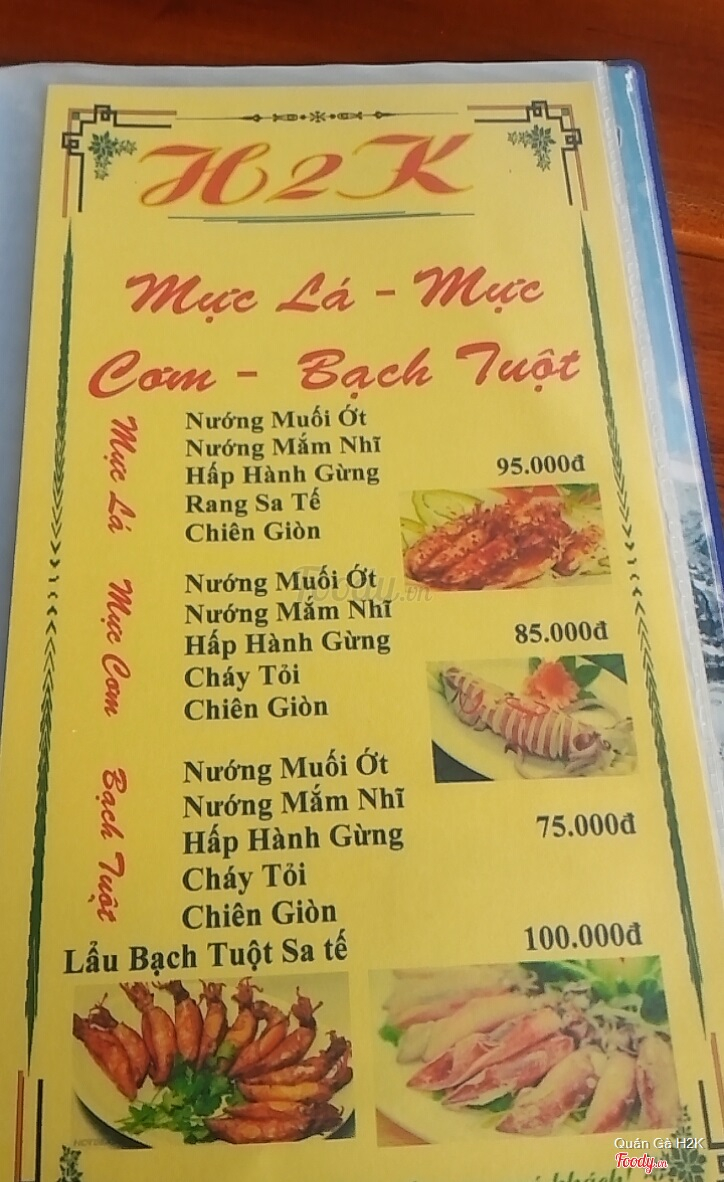 H2K
Mực Lá - Mực
Cơm - Bạch Tuột
Mực Lá
Nướng Muối Ớt
Nướng Mắm Nhĩ
Hấp Hành Gừng 95.000đ
Rang Sa Tế
Chiên Giòn
Mực Cơm
Nướng Muối Ớt
Nướng Mắm Nhĩ
Hấp Hành Gừng 85.000đ
Cháy Tỏi
Chiên Giòn
Bạch Tuột
Nướng Muối Ớt
Nướng Mắm Nhĩ
Hấp Hành Gừng 75.000đ
Cháy Tỏi
Chiên Giòn
Lẩu Bạch Tuột Sa tế 100.000đ
Foody.vn
Quán Gà H2K
Foody.vn
khách!